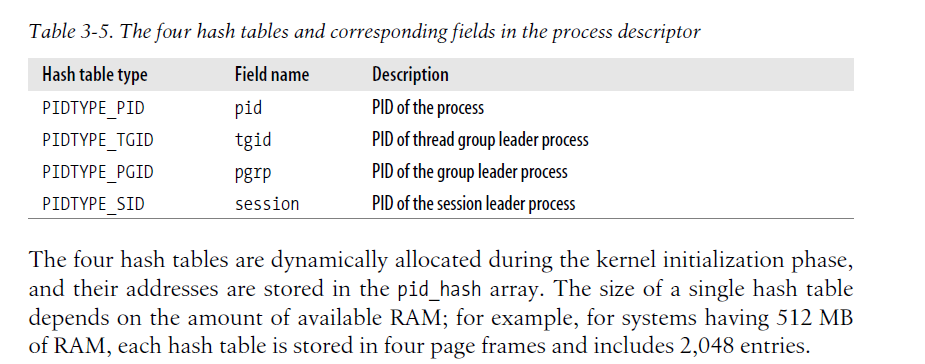 Table 3-5. The four hash tables and corresponding fields in the process descriptor
Hash table type Field name Description
PIDTYPE_PID pid PID of the process
PIDTYPE_TGID tgid PID of thread group leader process
PIDTYPE_PGID pgrp PID of the group leader process
PIDTYPE_SID session PID of the session leader process
The four hash tables are dynamically allocated during the kernel initialization phase,
and their addresses are stored in the pid_hash array. The size of a single hash table
depends on the amount of available RAM; for example, for systems having 512 MB
of RAM, each hash table is stored in four page frames and includes 2,048 entries.